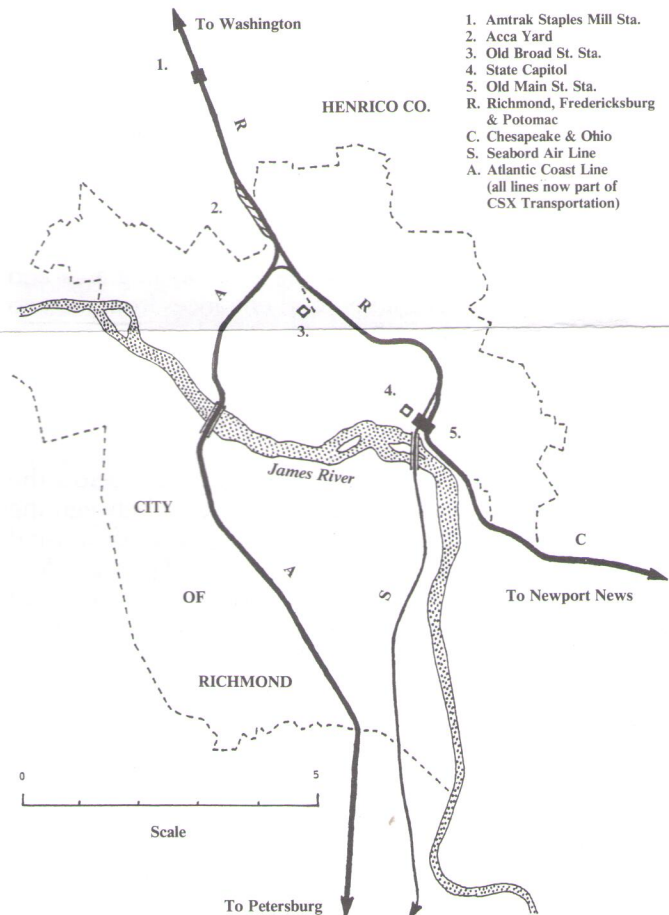 To Washington
1. Amtrak Staples Mill Sta.
2. Acca Yard
3. Old Broad St. Sta.
4. State Capitol
5. Old Main St. Sta.
R. Richmond, Fredericksburg
& Potomac
C. Chesapeake & Ohio
S. Seabord Air Line
A. Atlantic Coast Line
(all lines now part of
CSX Transportation)
1.
HENRICO CO.
R
2.
A
R
3.
4.
5.
James River
CITY
C
A
S
OF
To Newport News
RICHMOND
0 5
Scale
To Petersburg